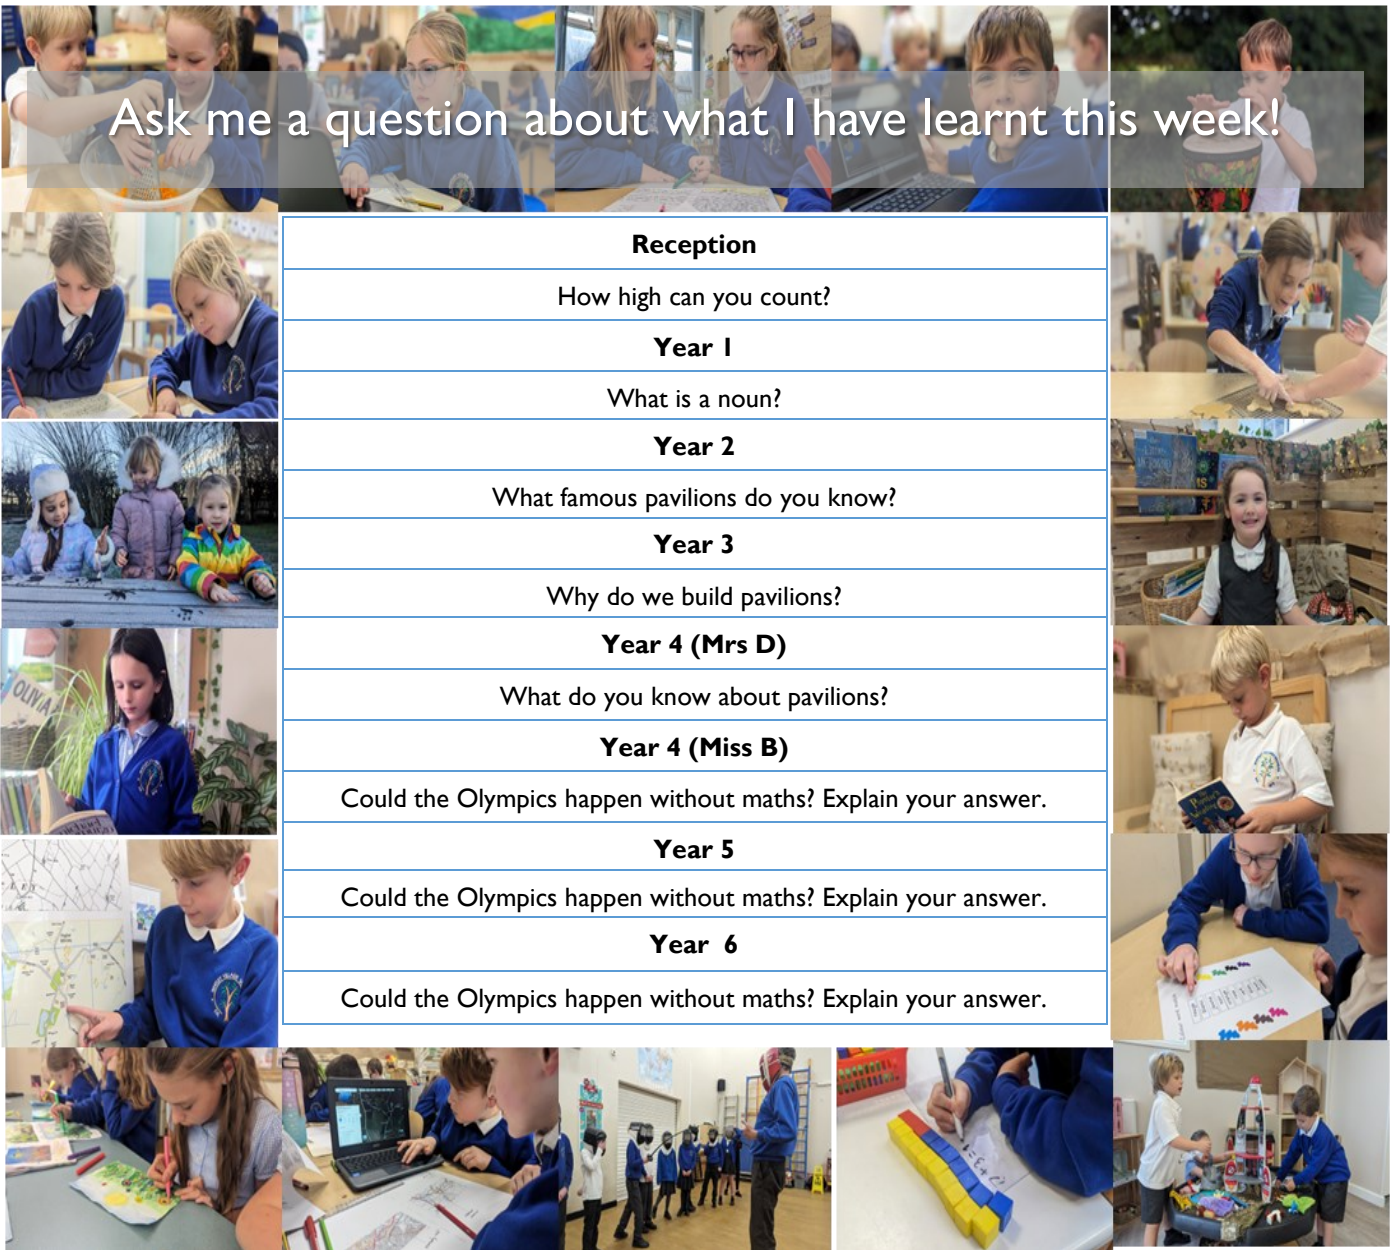 Ask me a question about what I have learnt this week!
Reception
How high can you count?
Year 1
What is a noun?
Year 2
What famous pavilions do you know?
Year 3
Why do we build pavilions?
Year 4 (Mrs D)
What do you know about pavilions?
Year 4 (Miss B)
Could the Olympics happen without maths? Explain your answer.
Year 5
Could the Olympics happen without maths? Explain your answer.
Year 6
Could the Olympics happen without maths? Explain your answer.
OLIVIA